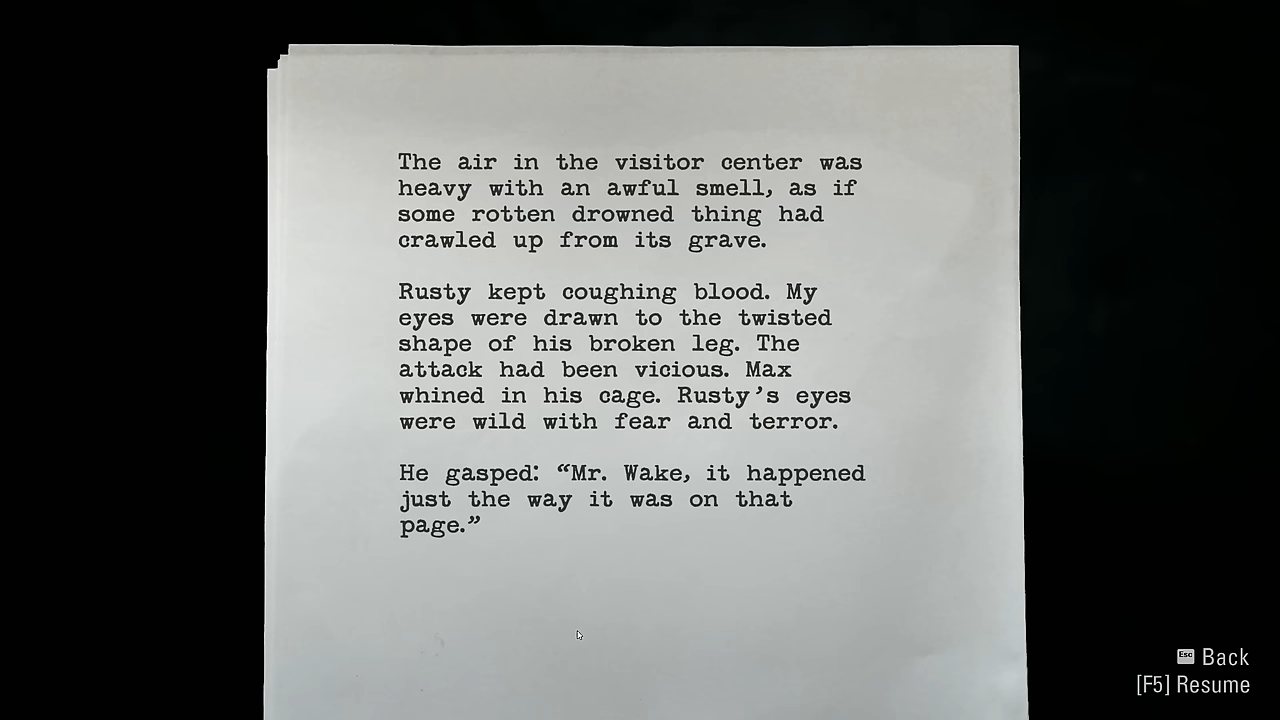 The air in the visitor center was
heavy with an awful smell, as if
some rotten drowned thing had
crawled up from its grave.
Rusty kept coughing blood. My
eyes were drawn to the twisted
shape of his broken leg. The
attack had been vicious. Max
whined in his cage. Rusty’s eyes
were wild with fear and terror.
He gasped: “Mr. Wake, it happened
just the way it was on that
page.”
Esc Back
[F5] Resume